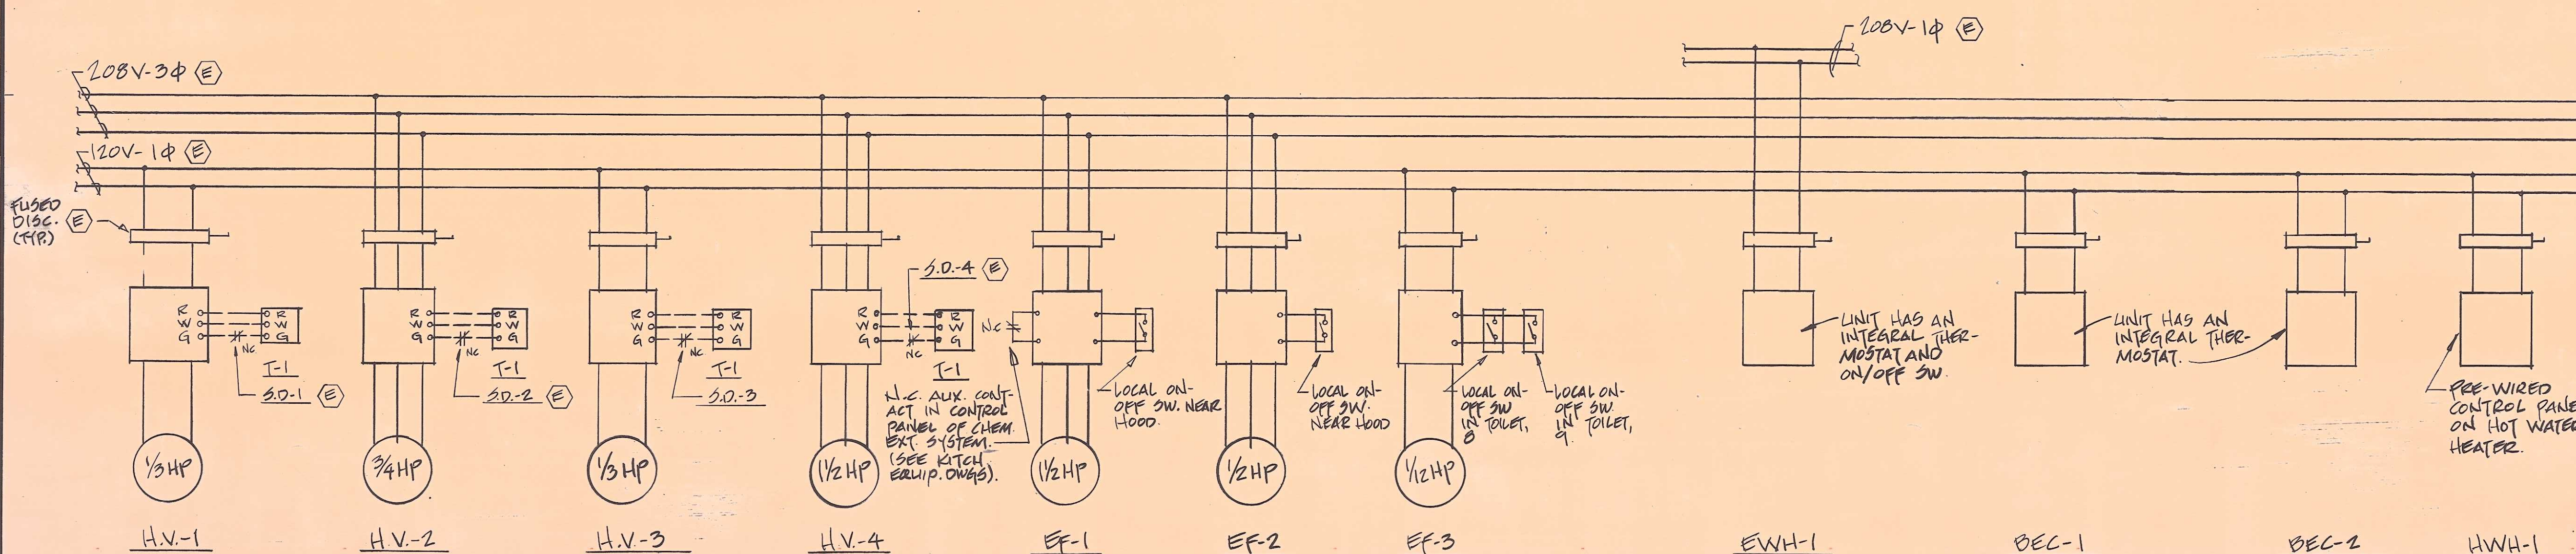 208V-3Φ E
120V-1Φ E
FUSED
DISC. E
(TYP.)
R R
W W
G G
NC
T-1
S.D-1 E
1/3 HP
H.V.-1
R R
W W
G G
NC
T-1
S.D.-2 E
3/4 HP
H.V.-2
R R
W W
G G
NC
T-1
S.D.-3
1/3 HP
H.V.-3
S.D.-4 E
R R
W W
G G
NC
T-1
1 1/2 HP
H.V.-4
N.C. AUX. CONT-
ACT IN CONTROL
PANEL OF CHEM.
EXT. SYSTEM.
(SEE KITCH.
EQUIP. DWGS).
N.C
LOCAL ON-
OFF SW. NEAR
HOOD.
1 1/2 HP
EF-1
LOCAL ON-
OFF SW.
NEAR HOOD
1/2 HP
EF-2
LOCAL ON-
OFF SW
IN TOILET,
8
LOCAL ON-
OFF SW.
IN TOILET,
9.
1/12 HP
EF-3
208V-1Φ E
UNIT HAS AN
INTEGRAL THER-
MOSTAT AND
ON/OFF SW
EWH-1
UNIT HAS AN
INTEGRAL THER-
MOSTAT.
BEC-1
BEC-2
PRE-WIRED
CONTROL PANE
ON HOT WATER
HEATER.
HWH-1